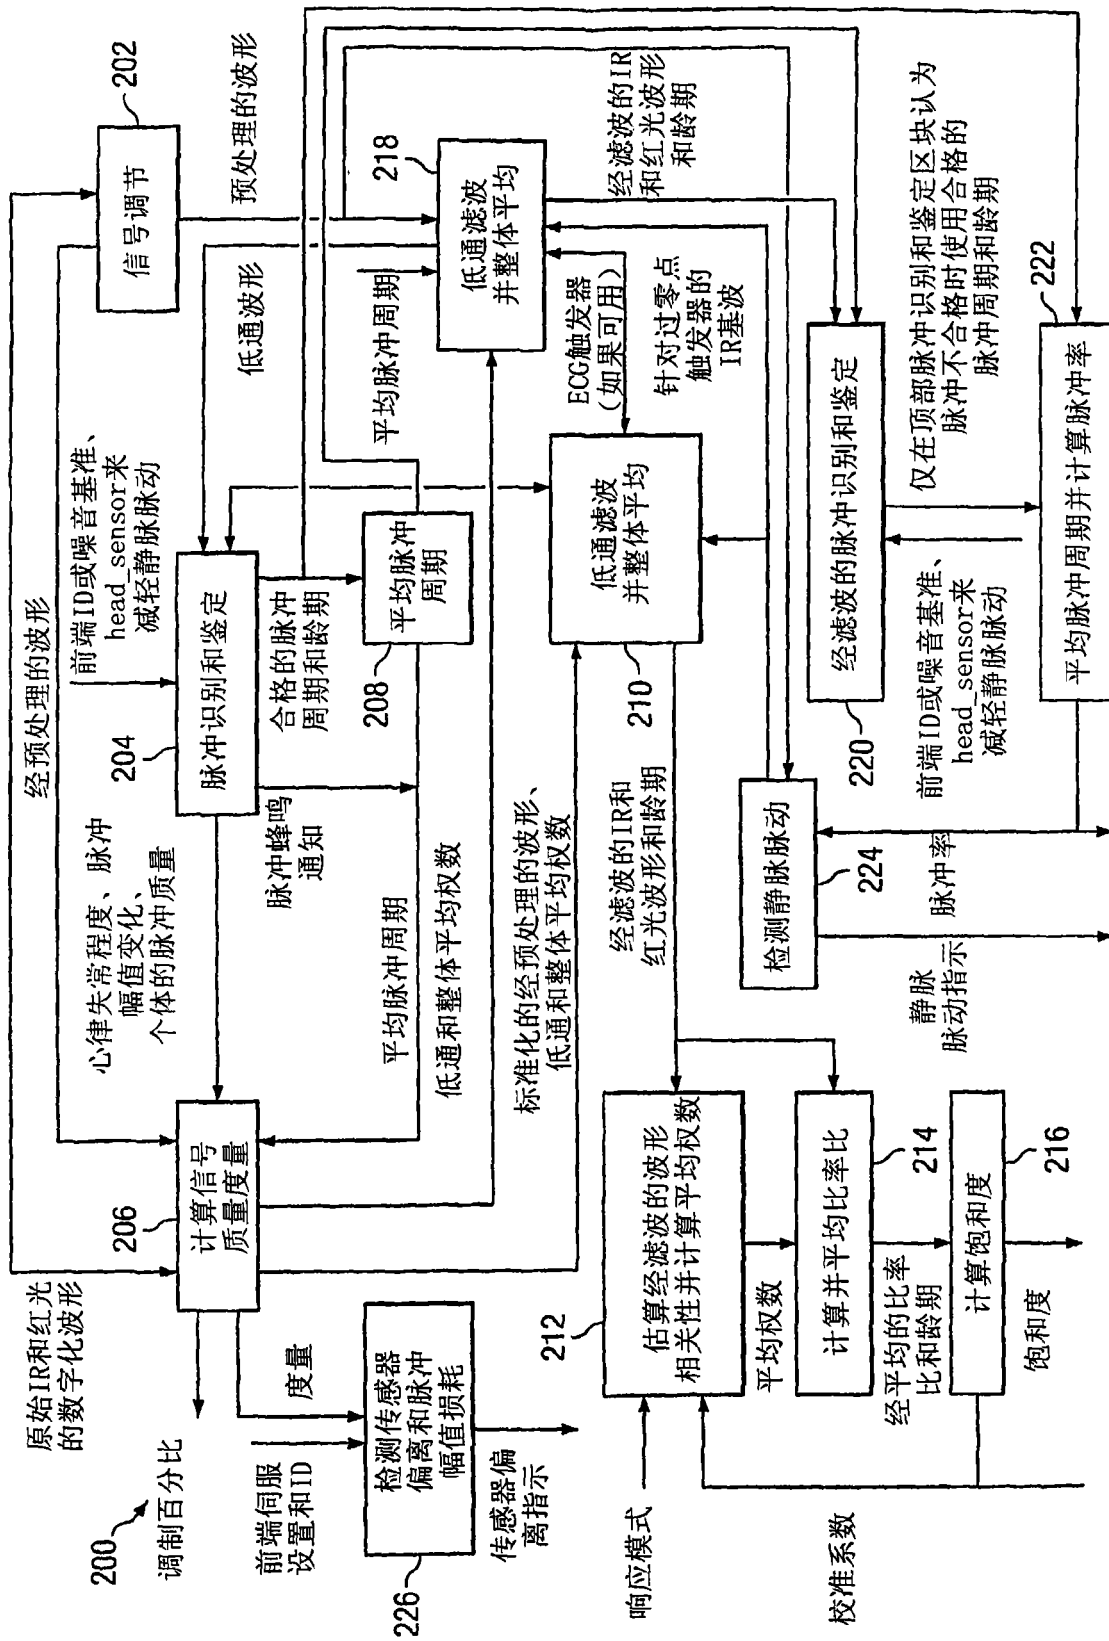 200
原始IR和红光
的数字化波形
经预处理的波形
信号调节
202
预处理的波形
前端ID或噪音基准、
head_sensor来
减轻静脉脉动
低通波形
调制百分比
206
计算信号
质量度量
心律失常程度、脉冲
幅值变化、
个体的脉冲质量
204
脉冲识别和鉴定
脉冲蜂鸣
通知
合格的脉冲
周期和龄期
208
平均脉冲
周期
平均脉冲周期
平均脉冲周期
218
低通滤波
并整体平均
经滤波的IR
和红光波形
和龄期
低通和整体平均权数
度量
前端伺服
设置和ID
226
检测传感器
偏离和脉冲
幅值损耗
传感器偏
离指示
标准化的经预处理的波形、
低通和整体平均权数
210
低通滤波
并整体平均
ECG触发器
(如果可用)
针对过零点
触发器的
IR基波
212
估算经滤波的波形
相关性并计算平均权数
响应模式
经滤波的IR和
红光波形和龄期
平均权数
214
计算并平均比率比
经平均的比率
比和龄期
216
计算饱和度
饱和度
校准系数
224
检测静脉脉动
静脉
脉动指示
脉冲率
220
经滤波的脉冲识别和鉴定
前端ID或噪音基准、
head_sensor来
减轻静脉脉动
仅在顶部脉冲识别和鉴定区块认为
脉冲不合格时使用合格的
脉冲周期和龄期
222
平均脉冲周期并计算脉冲率